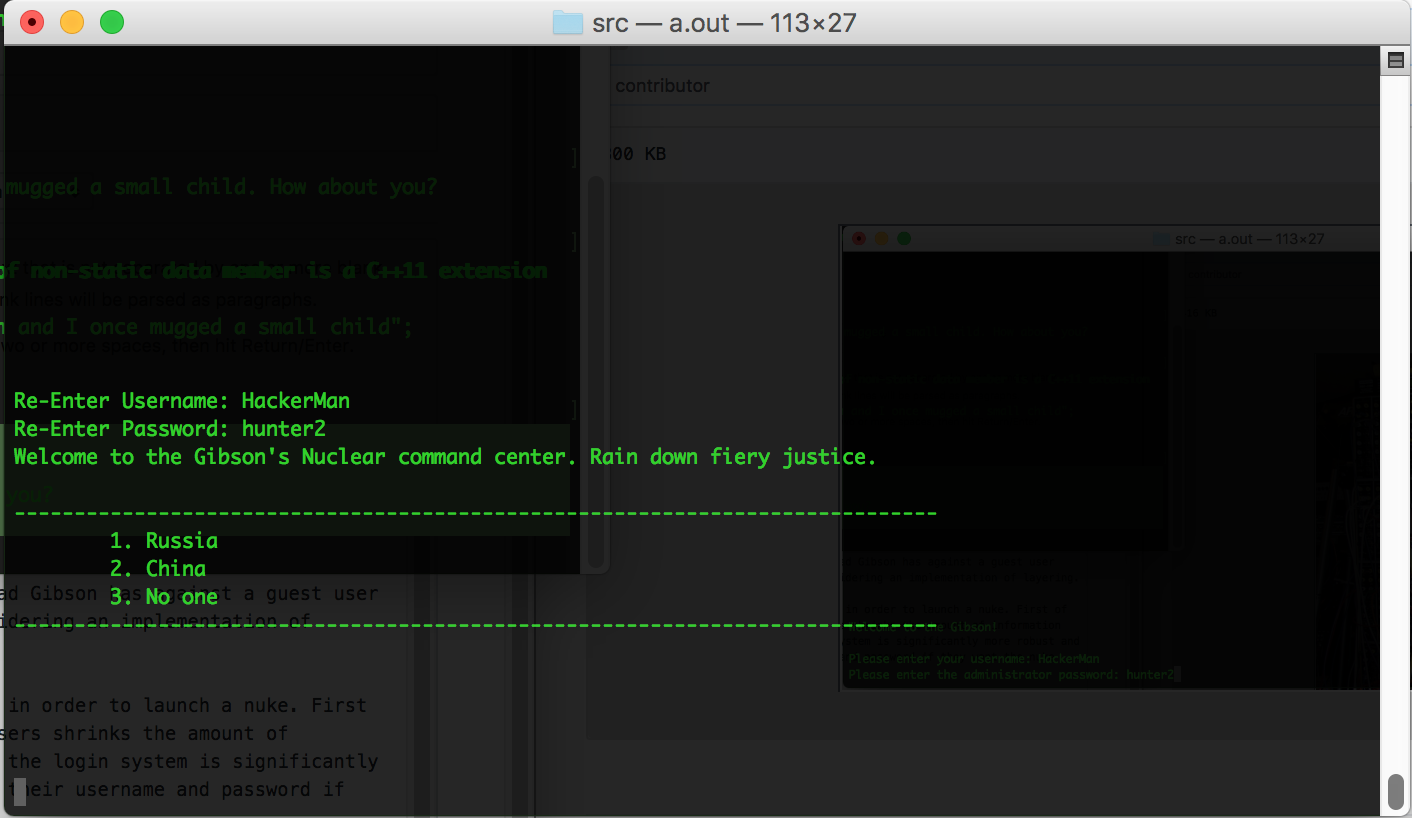 src — a.out — 113×27
contributor
00 KB
mugged a small child. How about you?
src — a.out — 113×27
of non-static data member is a C++11 extension
nk lines will be parsed as paragraphs.
and I once mugged a small child";
wo or more spaces, then hit Return/Enter.
Re-Enter Username: HackerMan
Re-Enter Password: hunter2
Welcome to the Gibson's Nuclear command center. Rain down fiery justice.
you?
--------------------------------------------------------------------------------
1. Russia
2. China
3. No one
--------------------------------------------------------------------------------
ad Gibson has against a guest user
idering an implementation of
Welcome to the Gibson!
Please enter your username: HackerMan
Please enter the administrator password: hunter2
in order to launch a nuke. First
sers shrinks the amount of
the login system is significantly
their username and password if